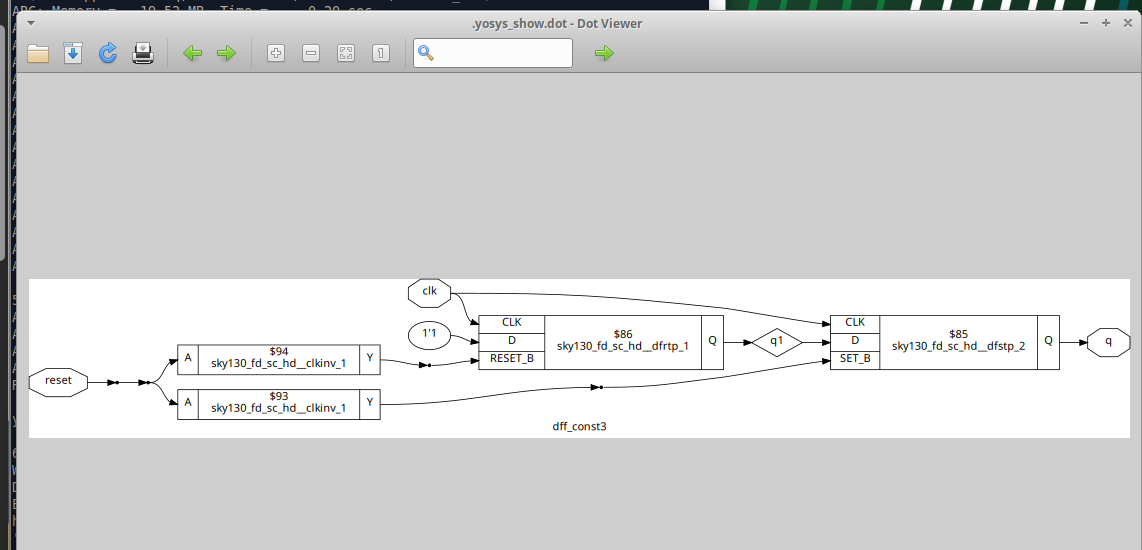 .yosys_show.dot - Dot Viewer
clk
CLK
D
RESET_B
$86
sky130_fd_sc_hd__dfrtp_1
Q
1'1
q1
CLK
D
SET_B
$85
sky130_fd_sc_hd__dfstp_2
Q
q
reset
A
$94
sky130_fd_sc_hd__clkinv_1
Y
A
$93
sky130_fd_sc_hd__clkinv_1
Y
dff_const3